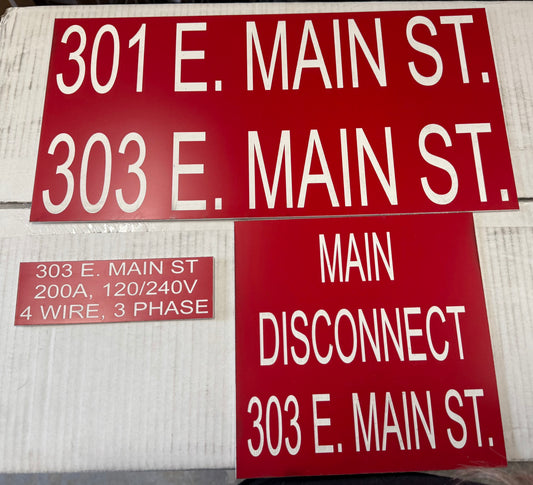 301 E. MAIN ST.
303 E. MAIN ST.
303 E. MAIN ST
200A, 120/240V
4 WIRE, 3 PHASE
MAIN
DISCONNECT
303 E. MAIN ST.